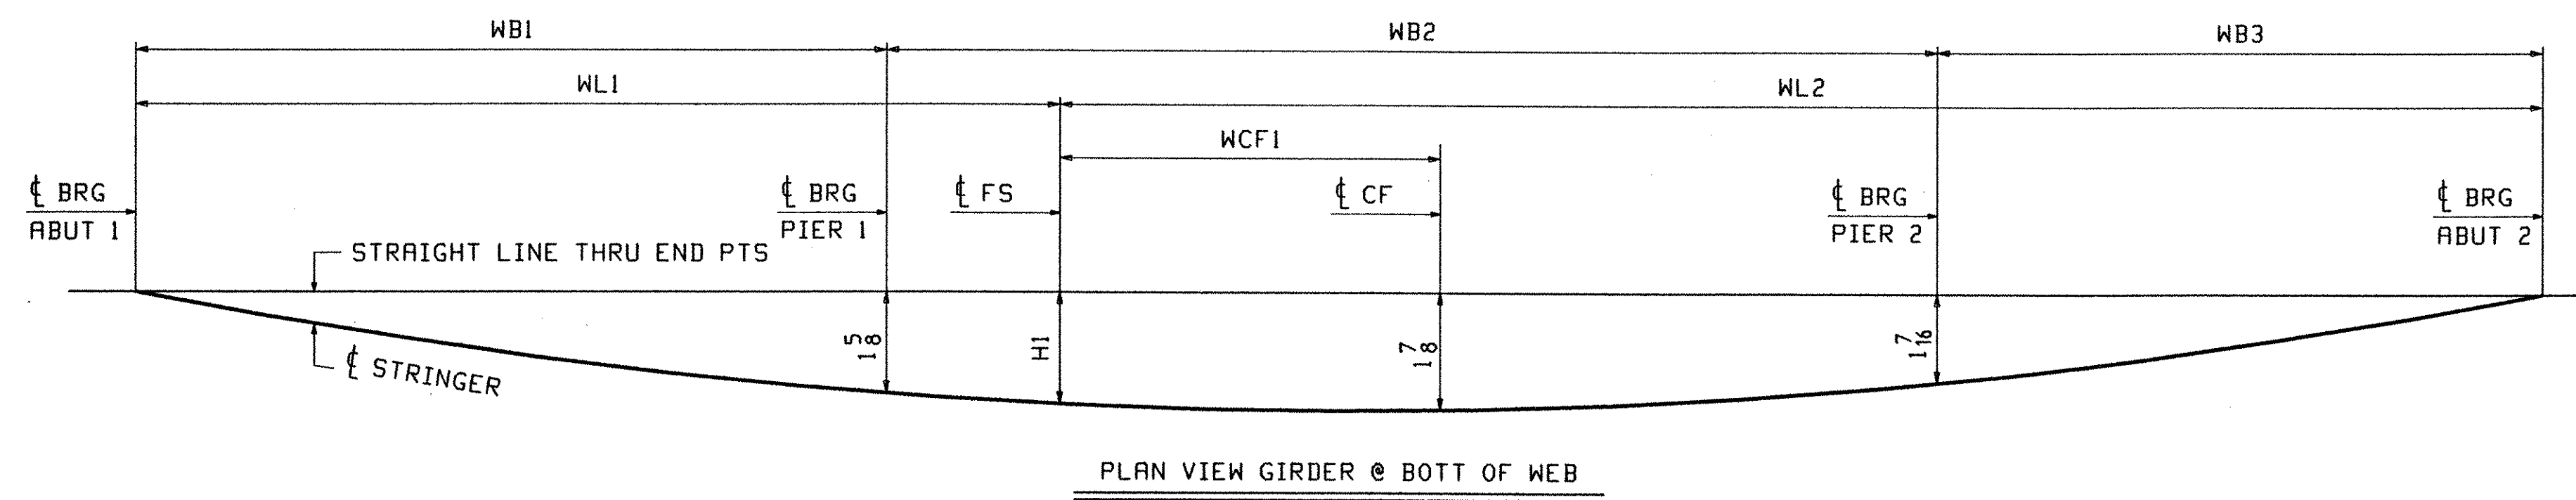 WB1
WB2
WB3
WL1
WL2
WCF1
℄ BRG
ABUT 1
℄ BRG
PIER 1
℄ FS
℄ CF
℄ BRG
PIER 2
℄ BRG
ABUT 2
STRAIGHT LINE THRU END PTS
℄ STRINGER
1 5/8
H1
1 7/8
1 7/16
PLAN VIEW GIRDER @ BOTT OF WEB